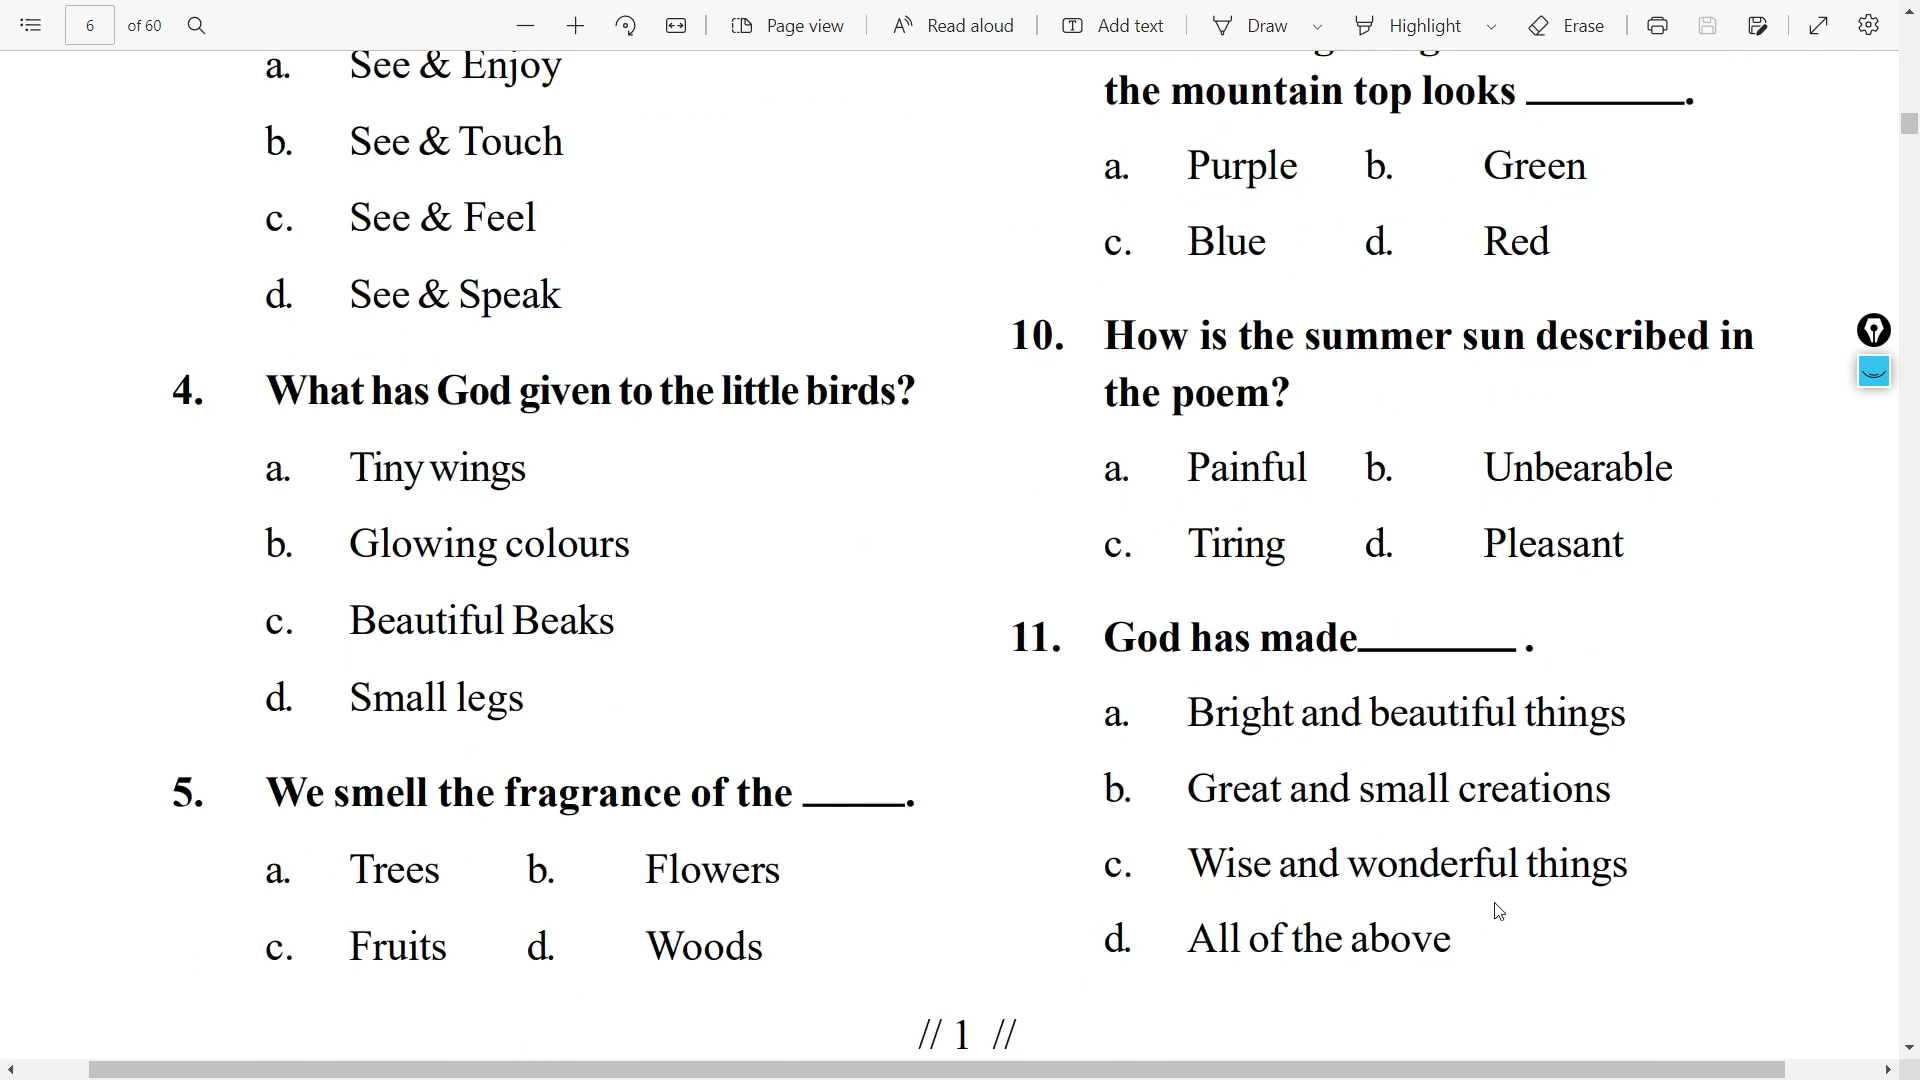 6 of 60 Page view Read aloud Add text Draw Highlight Erase
a. See & Enjoy
b. See & Touch
c. See & Feel
d. See & Speak
4. What has God given to the little birds?
a. Tiny wings
b. Glowing colours
c. Beautiful Beaks
d. Small legs
5. We smell the fragrance of the _____.
a. Trees b. Flowers
c. Fruits d. Woods
the mountain top looks ________.
a. Purple b. Green
c. Blue d. Red
10. How is the summer sun described in
the poem?
a. Painful b. Unbearable
c. Tiring d. Pleasant
11. God has made________ .
a. Bright and beautiful things
b. Great and small creations
c. Wise and wonderful things
d. All of the above
// 1 //